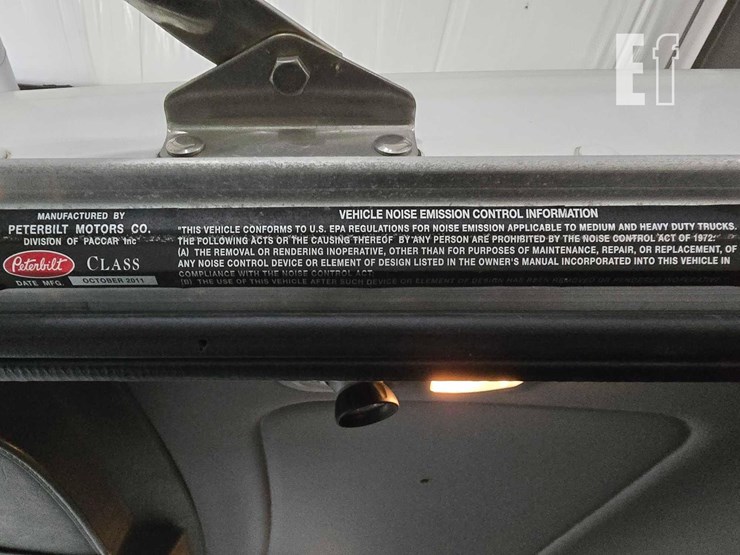 Ef
MANUFACTURED BY
PETERBILT MOTORS CO.
DIVISION OF PACCAR Inc
Peterbilt CLASS
DATE MFG. OCTOBER 2011
VEHICLE NOISE EMISSION CONTROL INFORMATION
"THIS VEHICLE CONFORMS TO U.S. EPA REGULATIONS FOR NOISE EMISSION APPLICABLE TO MEDIUM AND HEAVY DUTY TRUCKS.
THE FOLLOWING ACTS OR THE CAUSING THEREOF BY ANY PERSON ARE PROHIBITED BY THE NOISE CONTROL ACT OF 1972:
(A) THE REMOVAL OR RENDERING INOPERATIVE, OTHER THAN FOR PURPOSES OF MAINTENANCE, REPAIR, OR REPLACEMENT, OF
ANY NOISE CONTROL DEVICE OR ELEMENT OF DESIGN LISTED IN THE OWNER'S MANUAL INCORPORATED INTO THIS VEHICLE IN
COMPLIANCE WITH THE NOISE CONTROL ACT;
(B) THE USE OF THIS VEHICLE AFTER SUCH DEVICE OR ELEMENT OF DESIGN HAS BEEN REMOVED